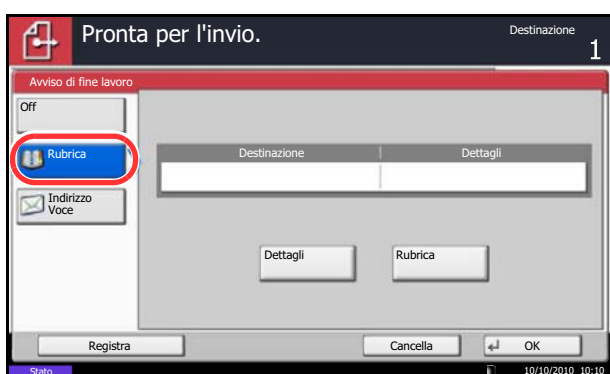 Pronta per l'invio.
Destinazione
1
Avviso di fine lavoro
Off
Rubrica
Indirizzo
Voce
Destinazione Dettagli
Dettagli Rubrica
Registra Cancella OK
Stato 10/10/2010 10:10